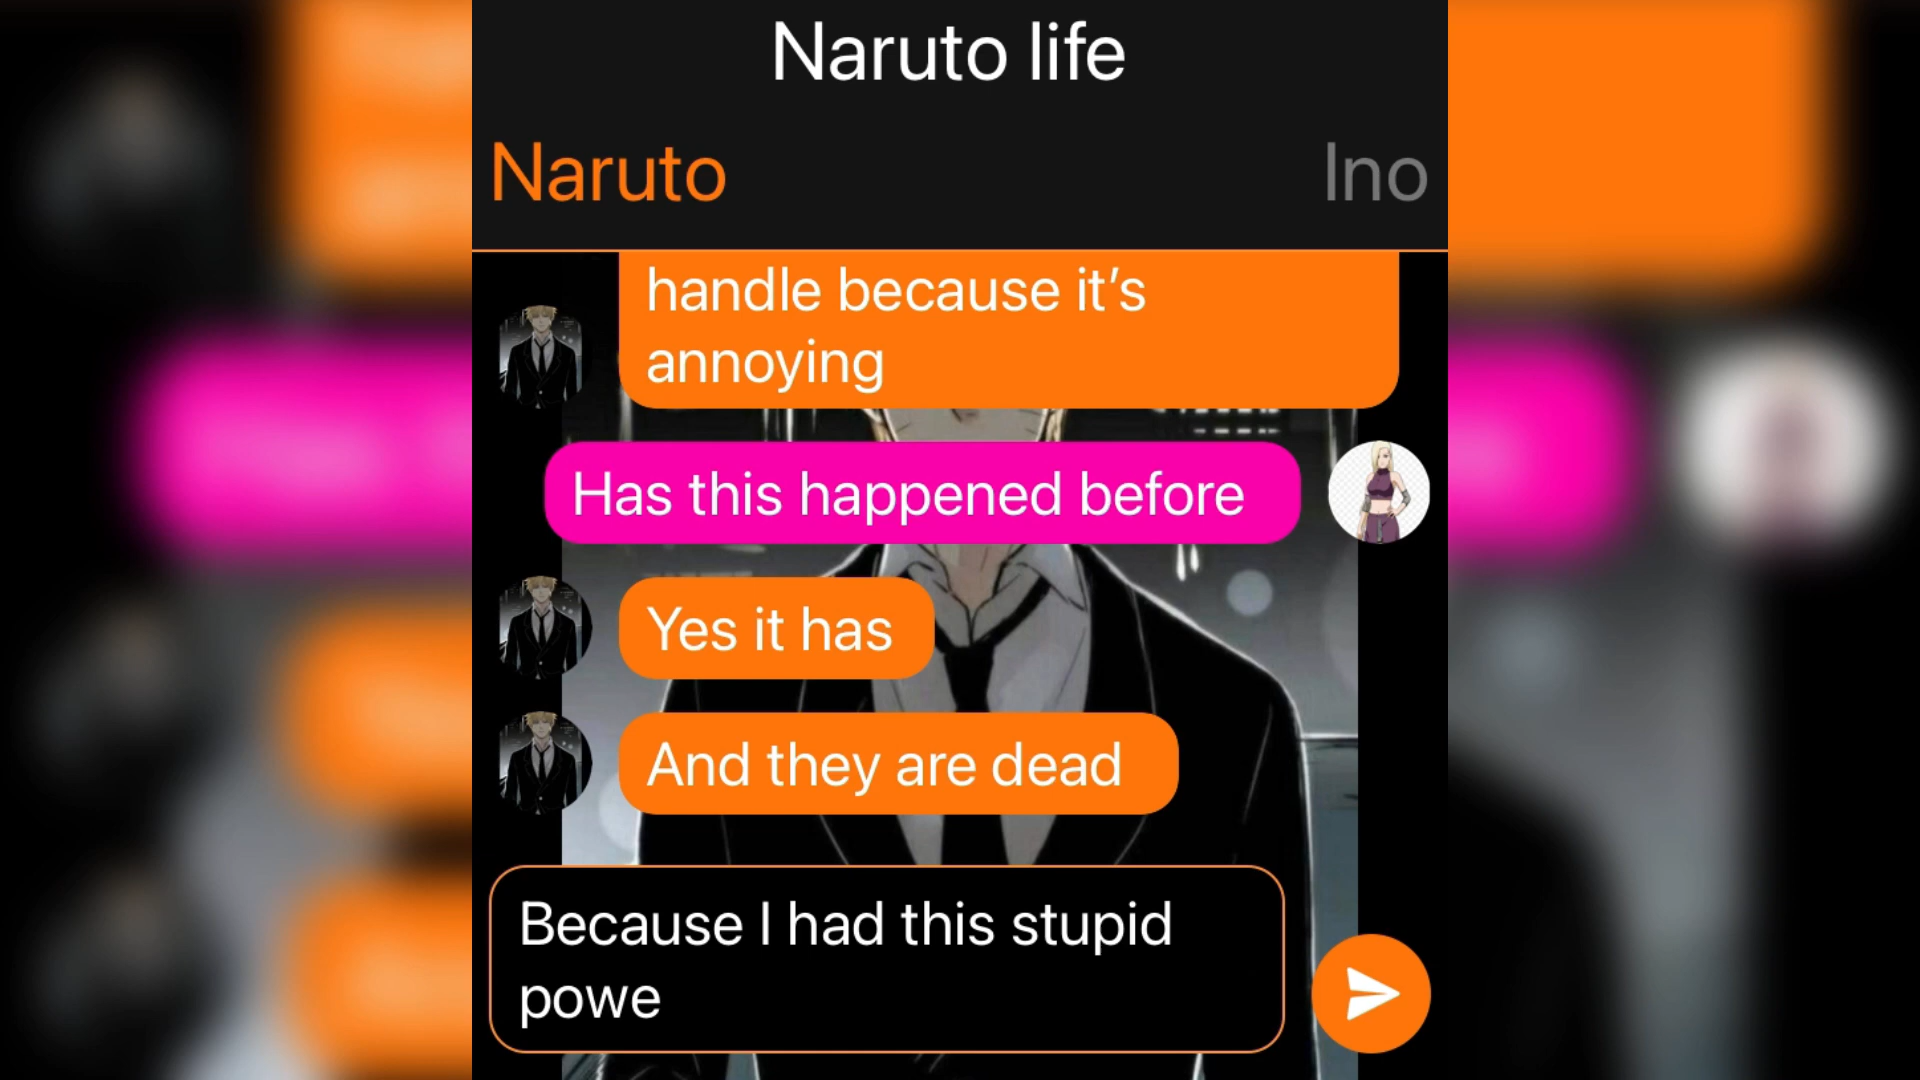 Naruto life
Naruto
Ino
handle because it’s
annoying
Has this happened before
Yes it has
And they are dead
Because I had this stupid
powe